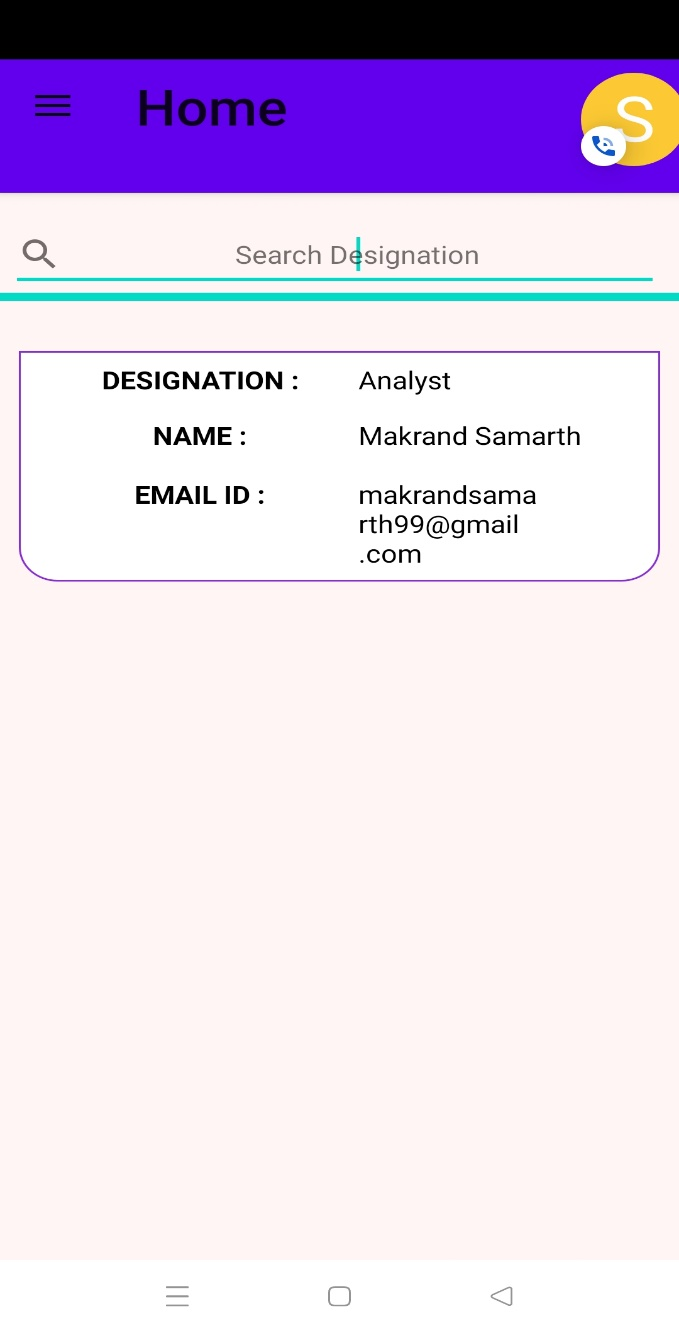 Home
S
Search Designation
DESIGNATION : Analyst
NAME : Makrand Samarth
EMAIL ID : makrandsama
rth99@gmail
.com